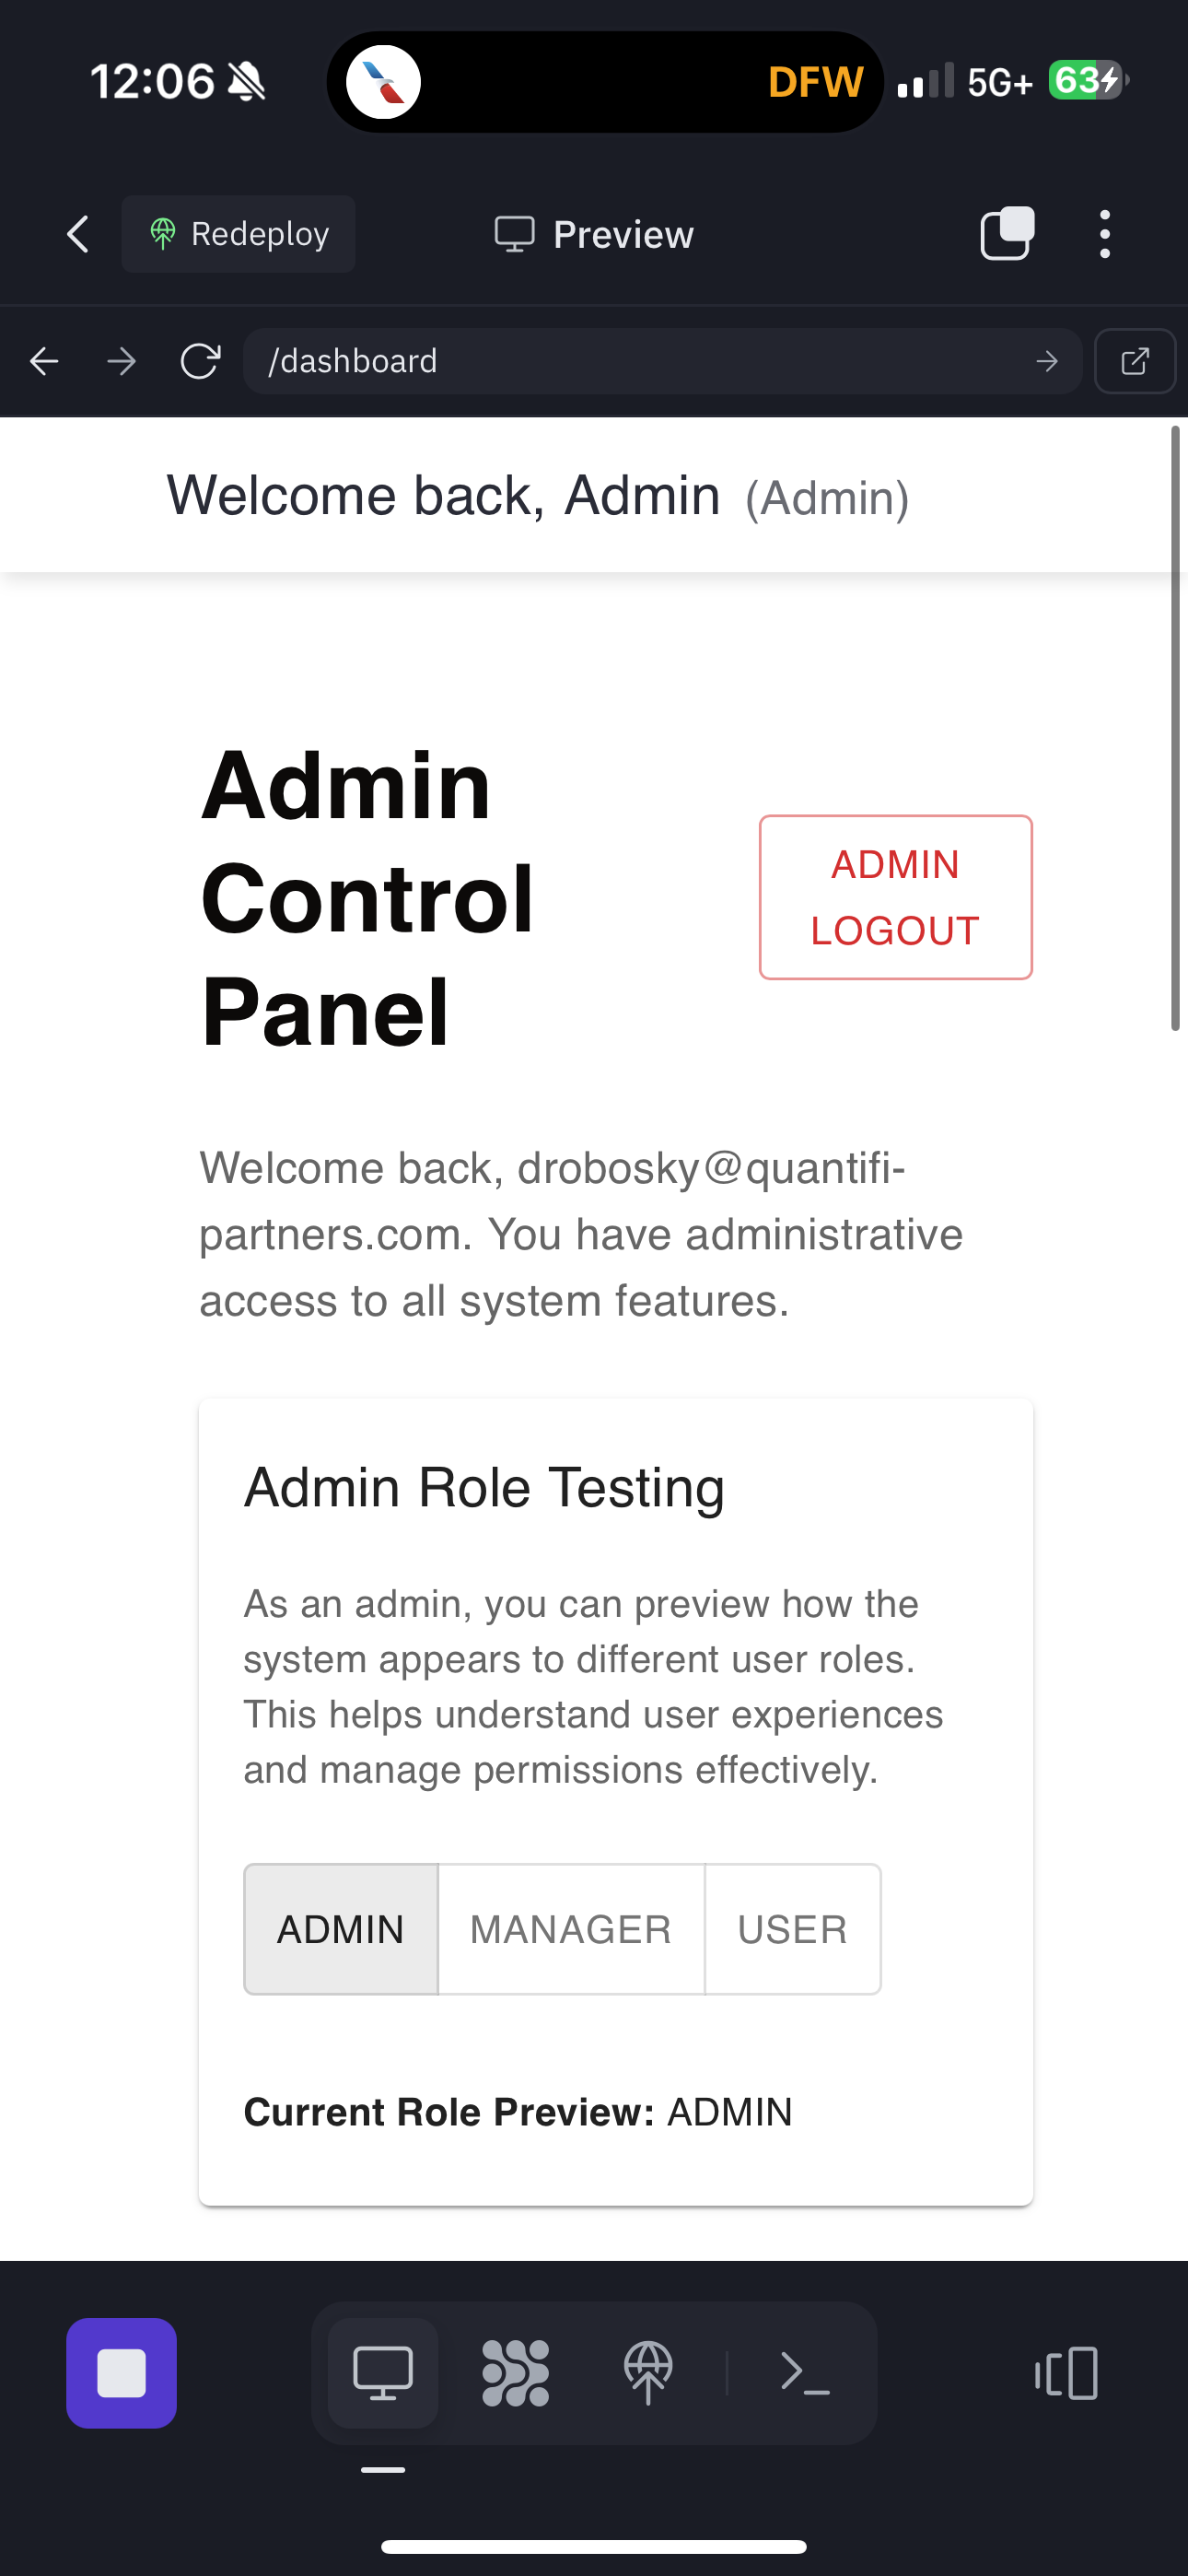 12:06
DFW
5G+
63
Redeploy
Preview
/dashboard
Welcome back, Admin (Admin)
Admin
Control
Panel
ADMIN
LOGOUT
Welcome back, drobosky@quantifi-
partners.com. You have administrative
access to all system features.
Admin Role Testing
As an admin, you can preview how the
system appears to different user roles.
This helps understand user experiences
and manage permissions effectively.
ADMIN
MANAGER
USER
Current Role Preview: ADMIN